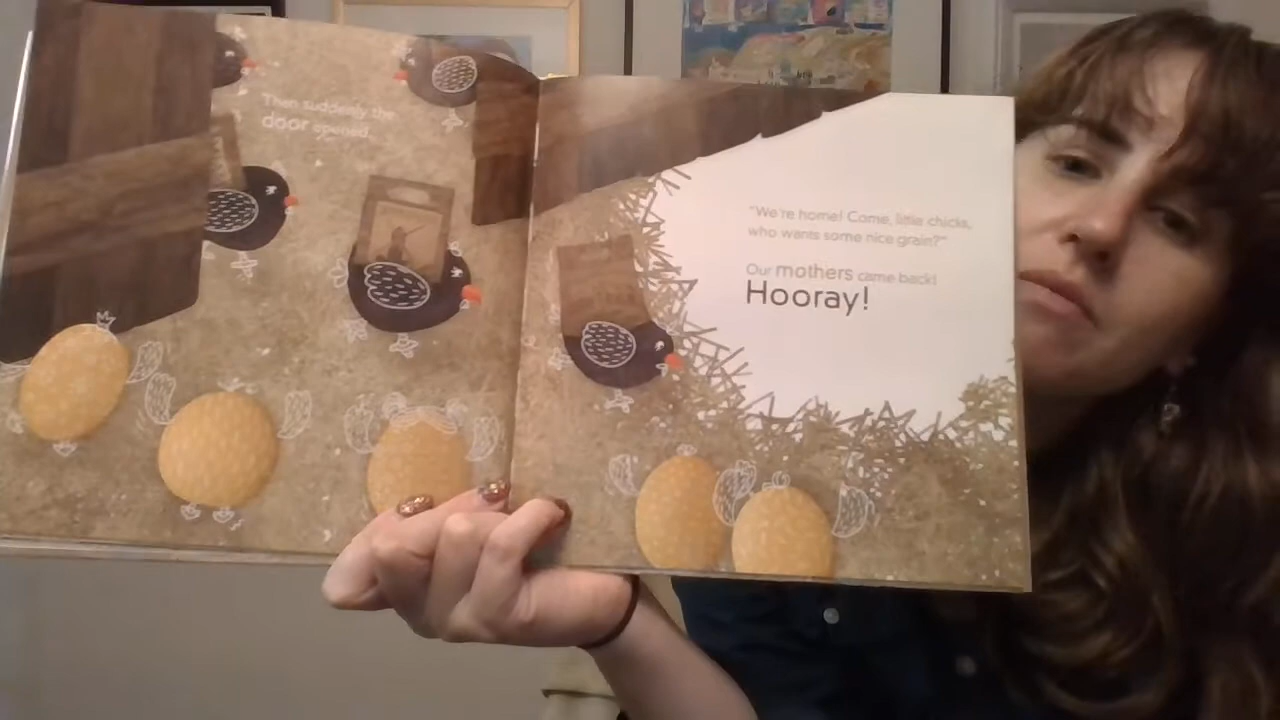 Then suddenly the
door opened.
"We're home! Come, little chicks,
who wants some nice grain?"
Our mothers came back!
Hooray!